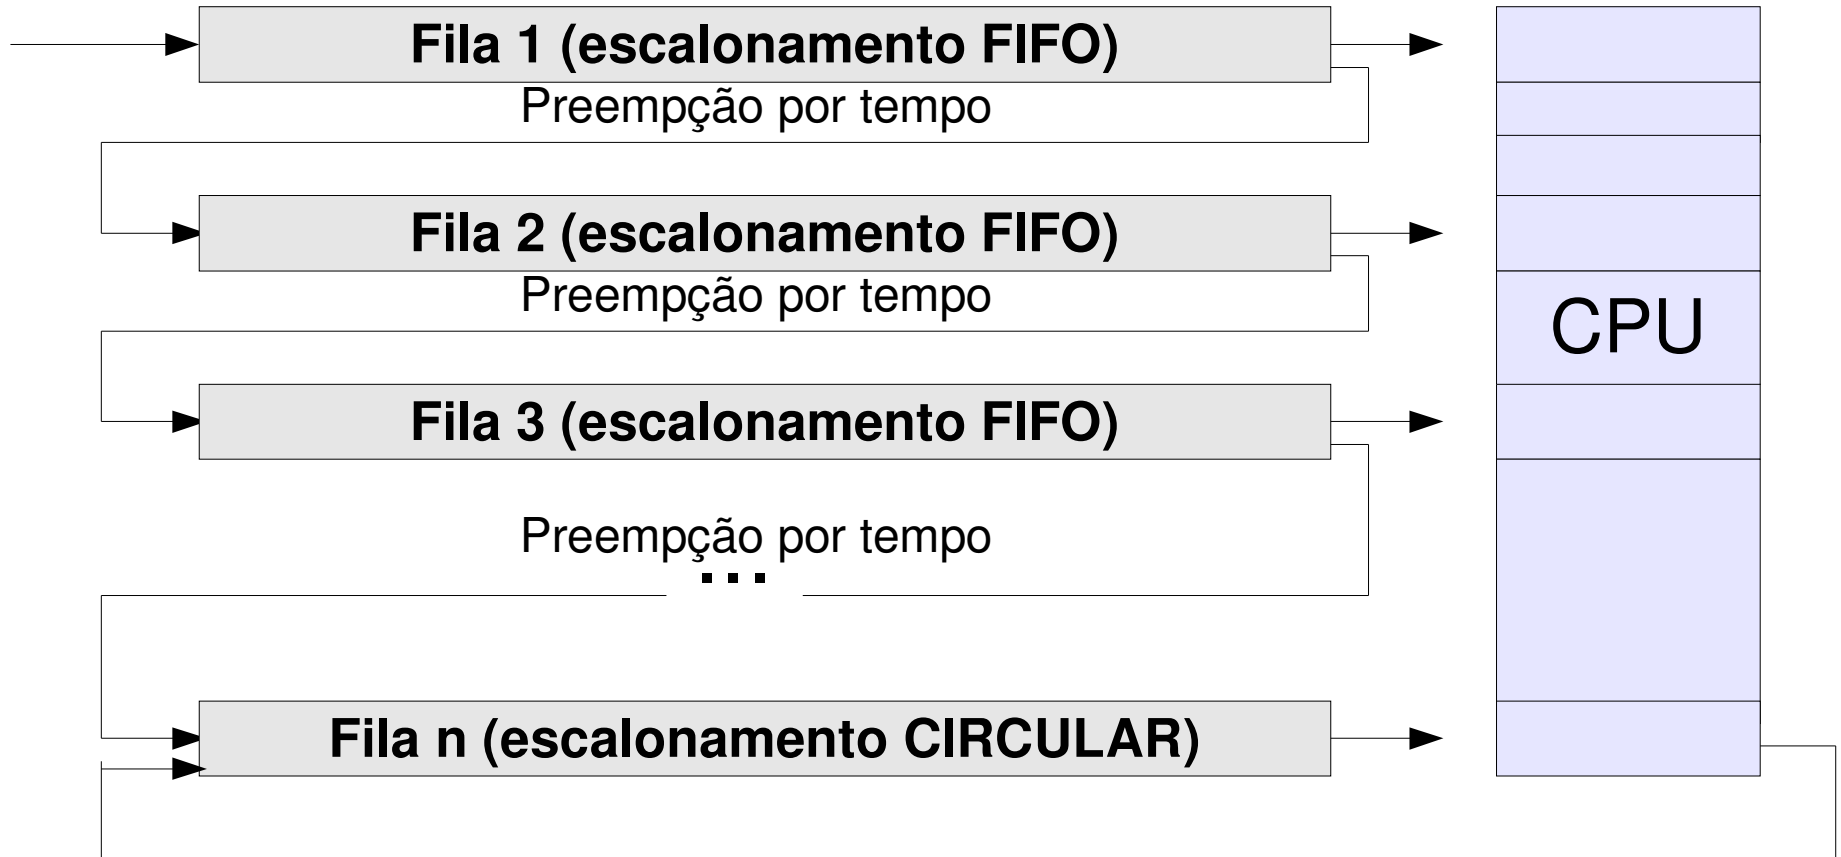 Fila 1 (escalonamento FIFO)
Preempção por tempo
Fila 2 (escalonamento FIFO)
Preempção por tempo
CPU
Fila 3 (escalonamento FIFO)
Preempção por tempo
...
Fila n (escalonamento CIRCULAR)